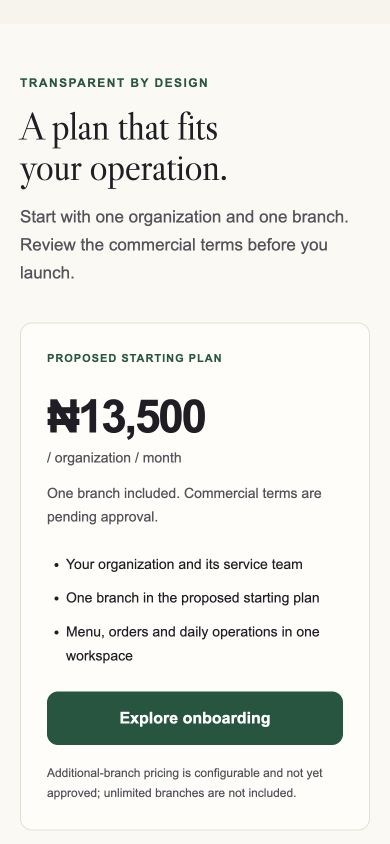 TRANSPARENT BY DESIGN
A plan that fits
your operation.
Start with one organization and one branch.
Review the commercial terms before you
launch.
PROPOSED STARTING PLAN
₦13,500
/ organization / month
One branch included. Commercial terms are
pending approval.
• Your organization and its service team
• One branch in the proposed starting plan
• Menu, orders and daily operations in one
workspace
Explore onboarding
Additional-branch pricing is configurable and not yet
approved; unlimited branches are not included.